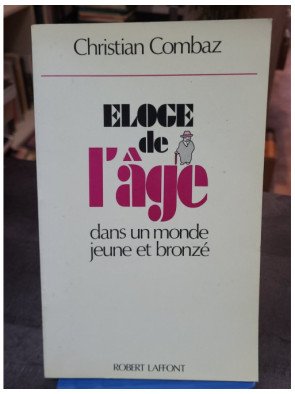 Christian Combaz
ELOGE
de
l'âge
dans un monde
jeune et bronzé
ROBERT LAFFONT